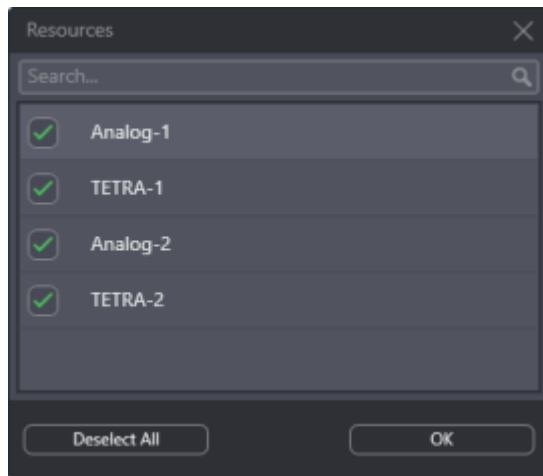 Resources
Search...
Analog-1
TETRA-1
Analog-2
TETRA-2
Deselect All
OK